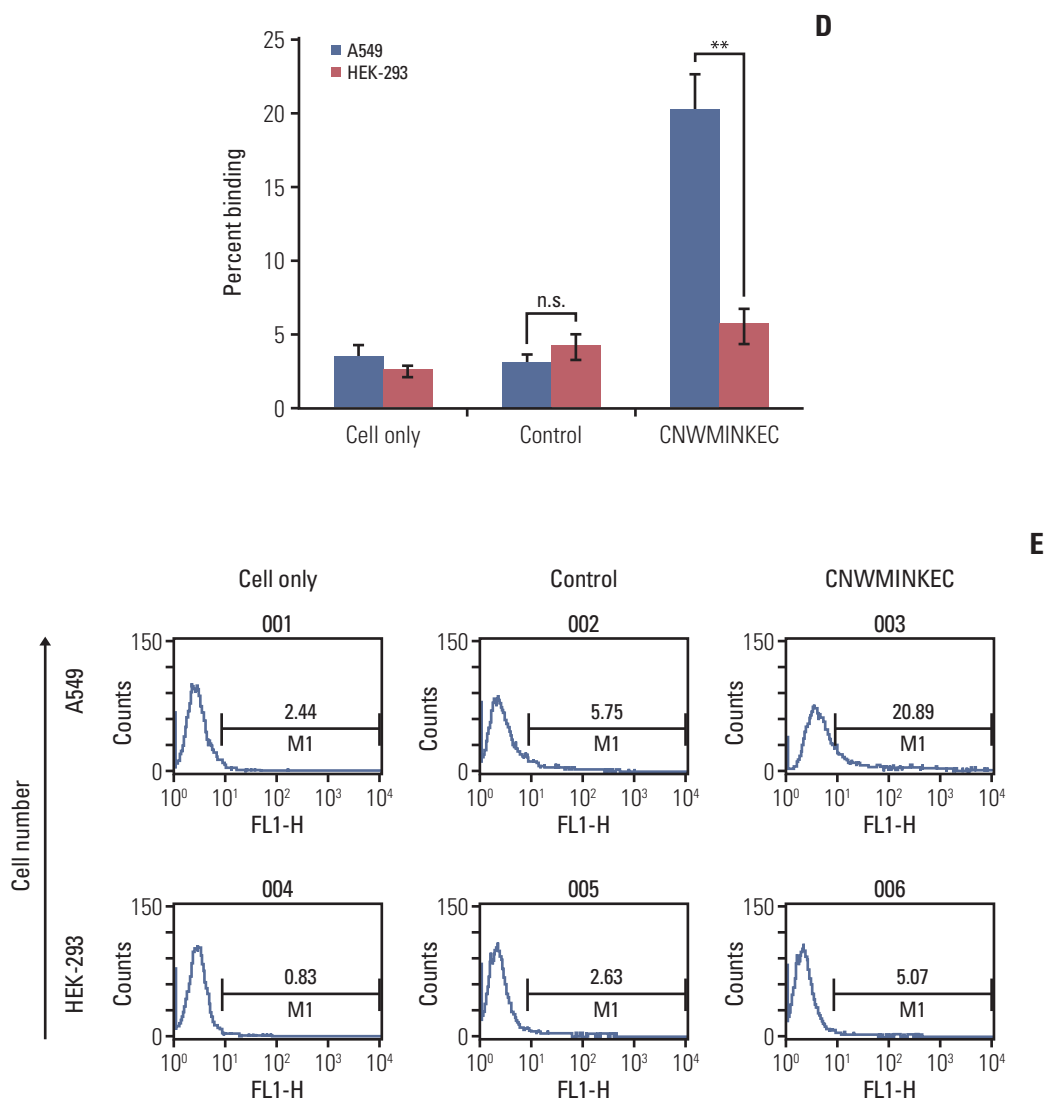 D
25
20
15
10
5
0
Percent binding
A549
HEK-293
n.s.
**
Cell only Control CNWMINKEC
E
Cell only Control CNWMINKEC
Cell number
A549
001 002 003
150 150 150
Counts Counts Counts
2.44 5.75 20.89
M1 M1 M1
0 0 0
10⁰ 10¹ 10² 10³ 10⁴ 10⁰ 10¹ 10² 10³ 10⁴ 10⁰ 10¹ 10² 10³ 10⁴
FL1-H FL1-H FL1-H
HEK-293
004 005 006
150 150 150
Counts Counts Counts
0.83 2.63 5.07
M1 M1 M1
0 0 0
10⁰ 10¹ 10² 10³ 10⁴ 10⁰ 10¹ 10² 10³ 10⁴ 10⁰ 10¹ 10² 10³ 10⁴
FL1-H FL1-H FL1-H